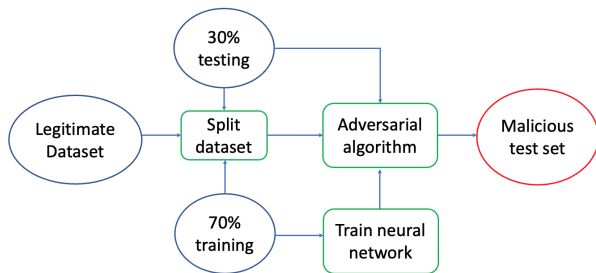 30%
testing
Legitimate
Dataset
Split
dataset
Adversarial
algorithm
Malicious
test set
70%
training
Train neural
network